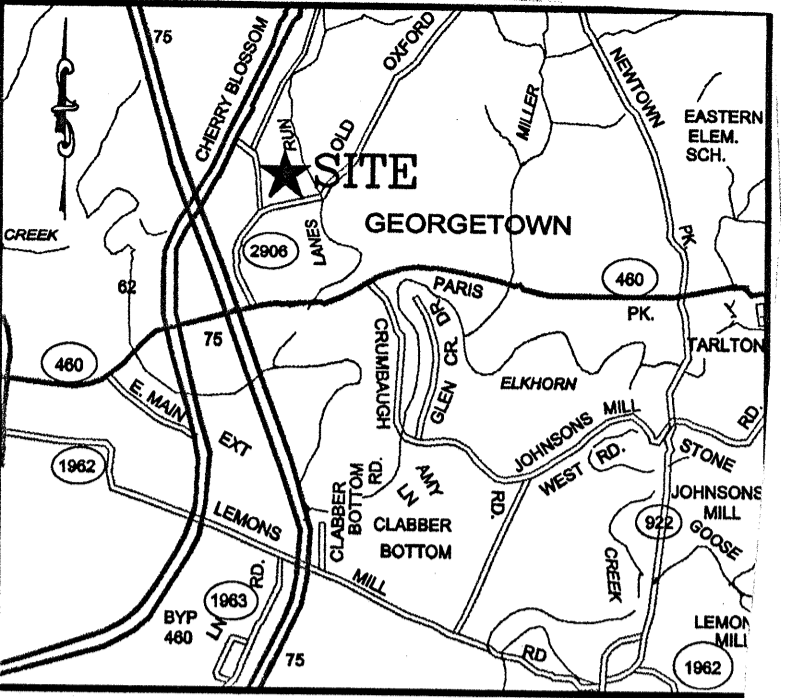 75
CHERRY BLOSSOM
OXFORD
OLD
RUN
MILLER
NEWTOWN
PK.
EASTERN
ELEM.
SCH.
SITE
GEORGETOWN
LANES
2906
CREEK
62
460
PARIS
PK.
75
460
TARLTON
CRUMBAUGH
GLEN CR. DR.
ELKHORN
E. MAIN
EXT
JOHNSONS MILL
RD.
WEST RD.
STONE
RD.
1962
LEMONS
MILL
RD
CLABBER
BOTTOM RD.
AMY
LN
CLABBER
BOTTOM
RD.
JOHNSONS
MILL
922
GOOSE
CREEK
1963
RD.
BYP
460
LN
75
LEMON
MILL
1962